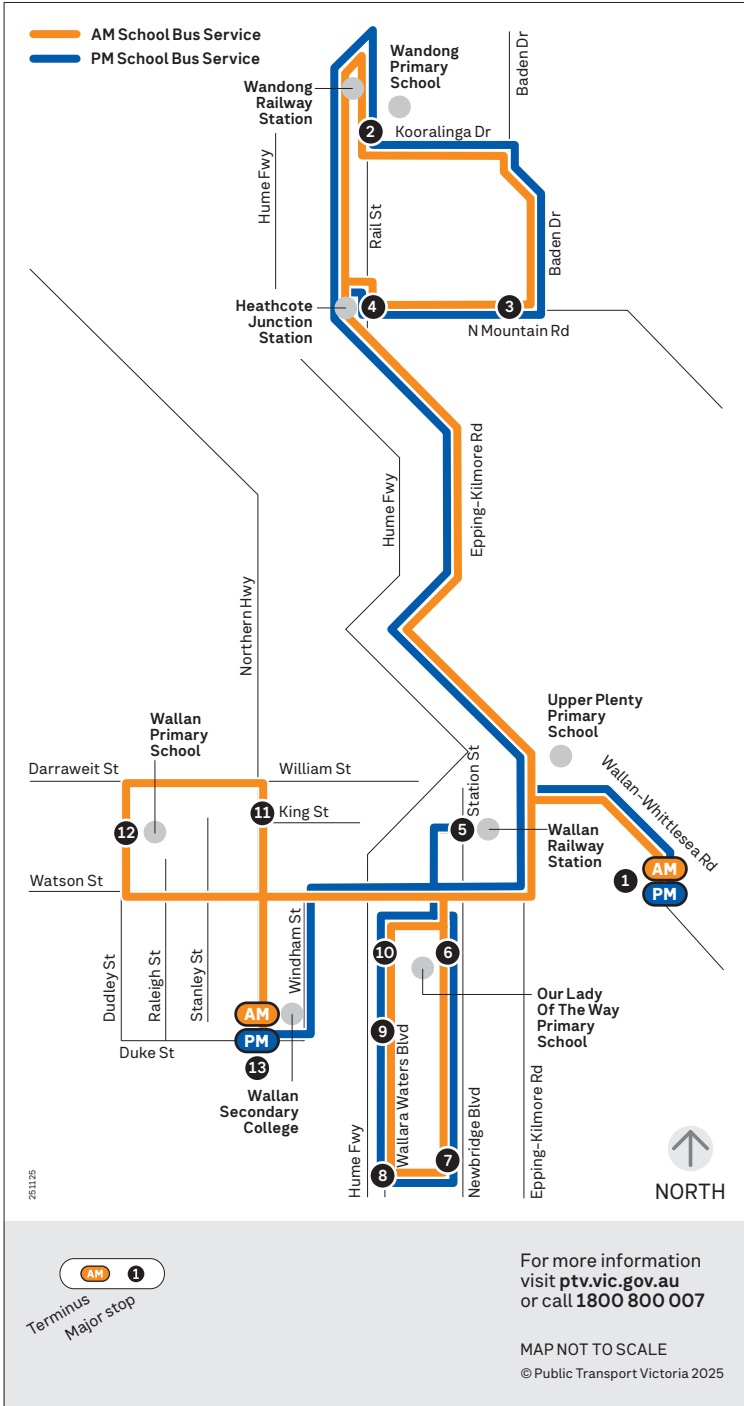 AM School Bus Service
PM School Bus Service
Wandong
Primary
School
Baden Dr
Wandong
Railway
Station
2
Kooralinga Dr
Hume Fwy
Rail St
Baden Dr
Heathcote
Junction
Station
4
3
N Mountain Rd
Hume Fwy
Epping-Kilmore Rd
Northern Hwy
Upper Plenty
Primary
School
Wallan
Primary
School
Station St
Wallan-Whittlesea Rd
Darraweit St
William St
11
King St
12
5
Wallan
Railway
Station
AM
1
PM
Watson St
Windham St
Dudley St
Raleigh St
Stanley St
10
6
Our Lady
Of The Way
Primary
School
AM
PM
Duke St
13
9
Wallara Waters Blvd
Wallan
Secondary
College
Hume Fwy
7
8
Newbridge Blvd
Epping-Kilmore Rd
NORTH
251125
AM
1
Terminus
Major stop
For more information
visit ptv.vic.gov.au
or call 1800 800 007
MAP NOT TO SCALE
© Public Transport Victoria 2025